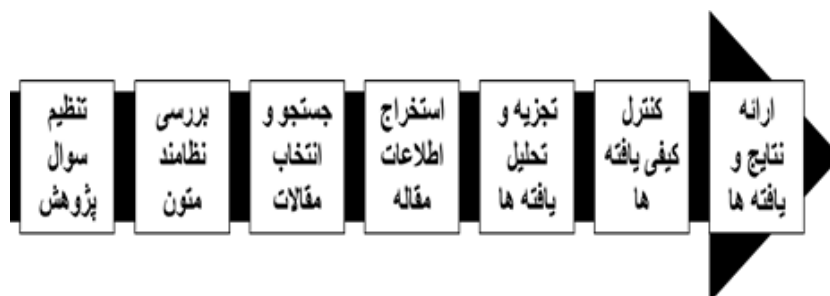 تنظیم
سوال
پژوهش
بررسی
نظامند
متون
جستجو و
انتخاب
مقالات
استخراج
اطلاعات
مقاله
تجزیه و
تحلیل
یافته ها
کنترل
کیفی یافته
ها
ارائه
نتایج و
یافته ها